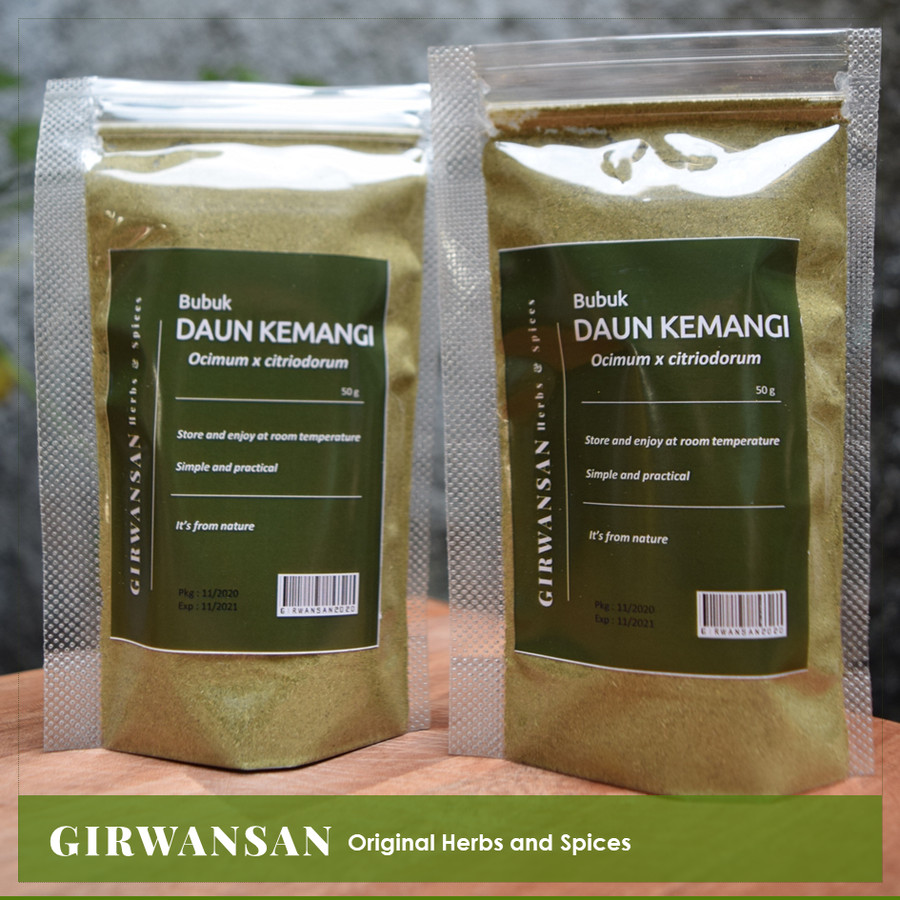 Bubuk
DAUN KEMANGI
Ocimum x citriodorum
50 g
Store and enjoy at room temperature
Simple and practical
It's from nature
Pkg : 11/2020
Exp : 11/2021
GIRWANSAN2020
GIRWANSAN Herbs & Spices
Bubuk
DAUN KEMANGI
Ocimum x citriodorum
50 g
Store and enjoy at room temperature
Simple and practical
It's from nature
Pkg : 11/2020
Exp : 11/2021
GIRWANSAN2020
GIRWANSAN Herbs & Spices
GIRWANSAN Original Herbs and Spices